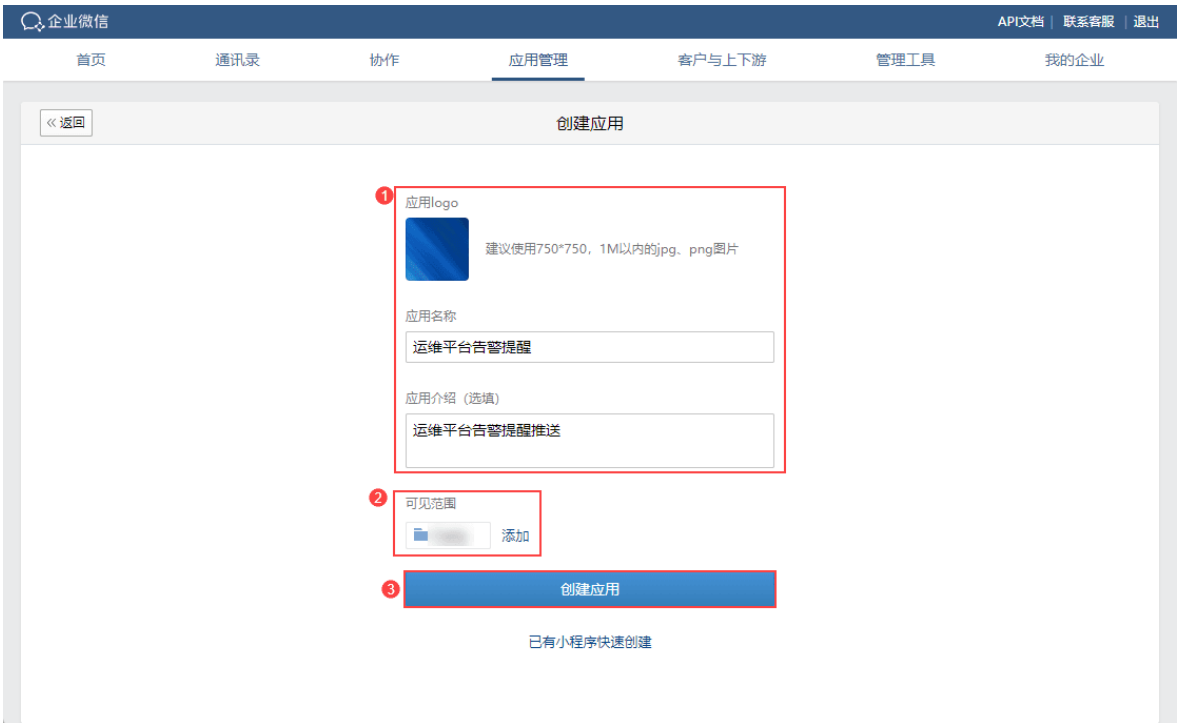 企业微信
API文档 | 联系客服 | 退出
首页 通讯录 协作 应用管理 客户与上下游 管理工具 我的企业
«返回
创建应用
1
应用logo
建议使用750*750，1M以内的jpg、png图片
应用名称
运维平台告警提醒
应用介绍（选填）
运维平台告警提醒推送
2
可见范围
添加
3
创建应用
已有小程序快速创建